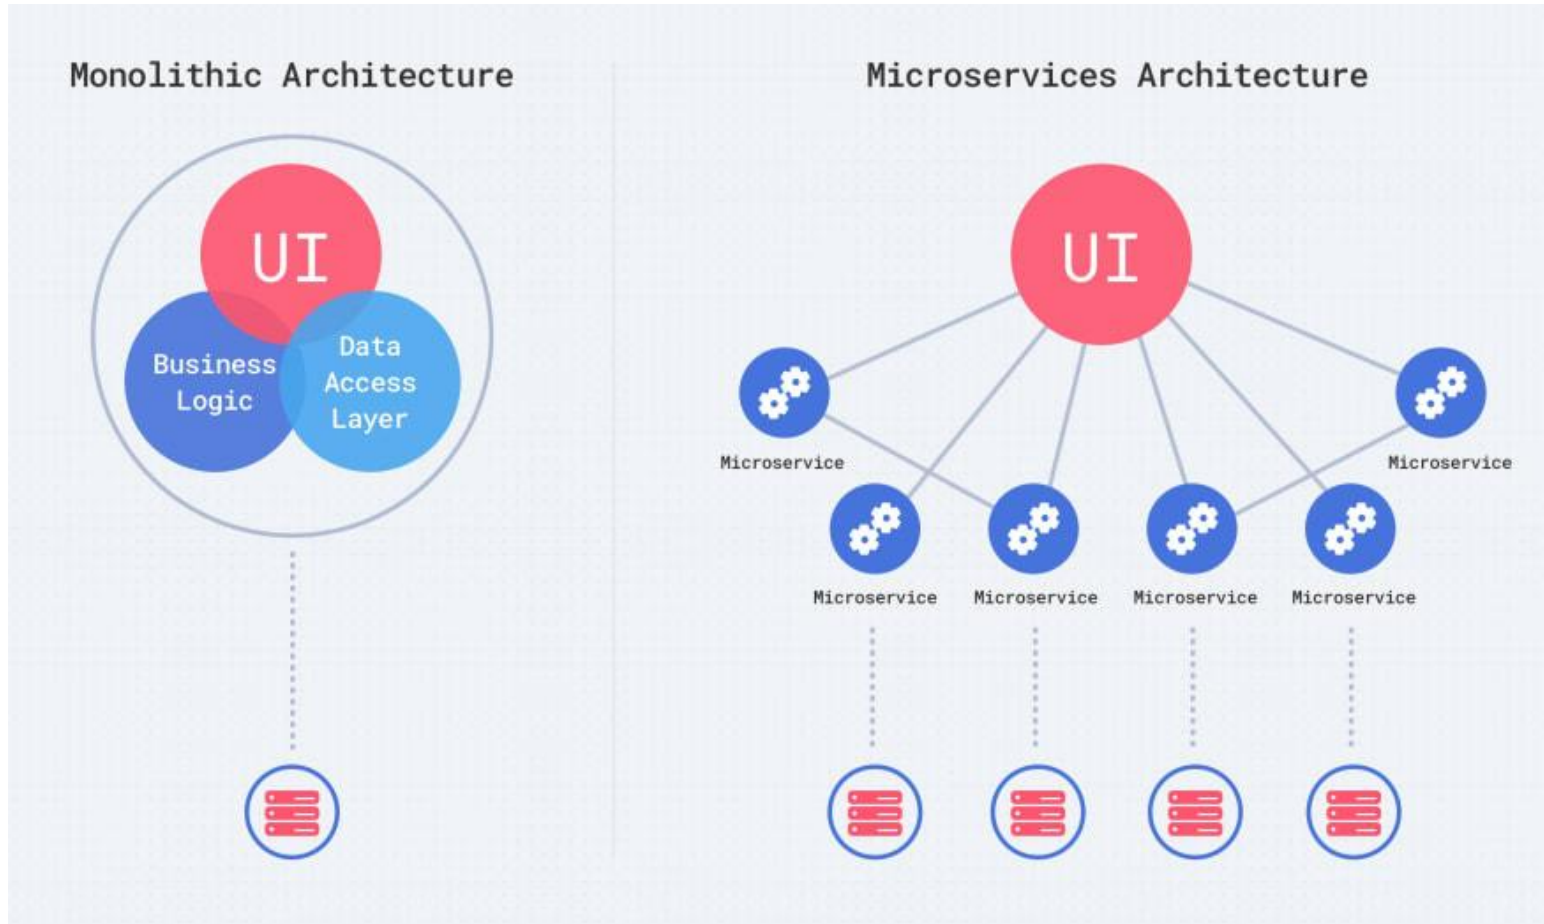 Monolithic Architecture
UI
Business
Logic
Data
Access
Layer
Microservices Architecture
UI
Microservice
Microservice
Microservice
Microservice
Microservice
Microservice